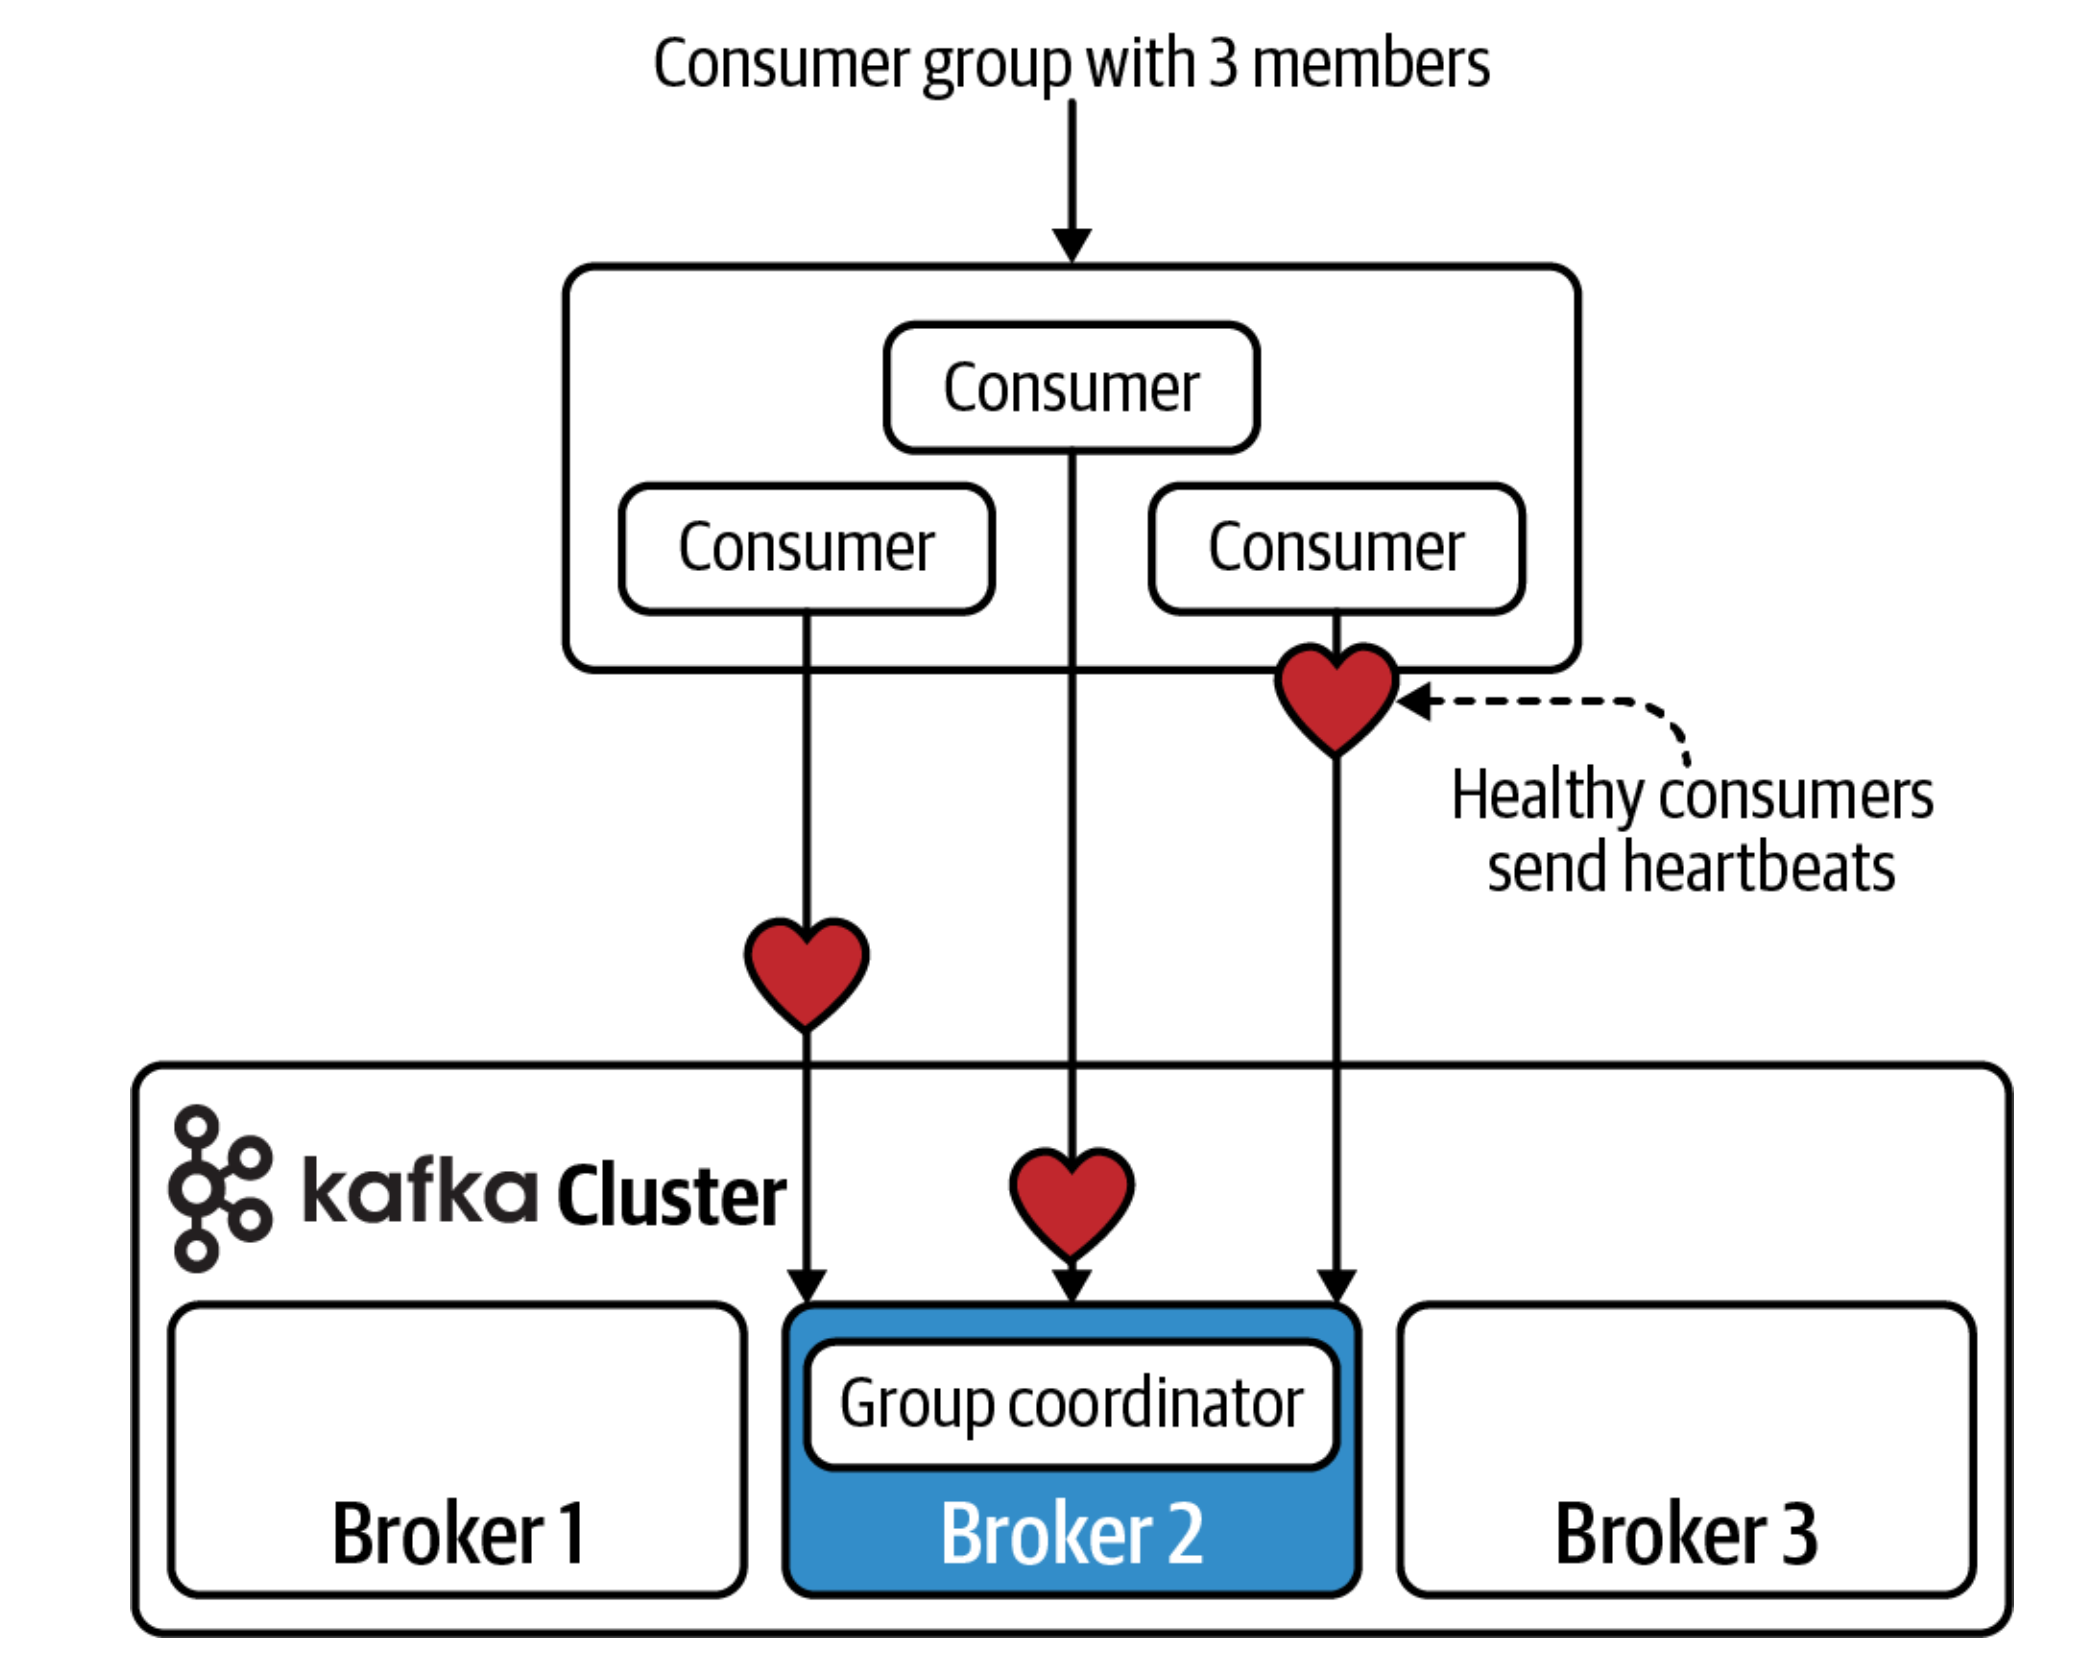 Consumer group with 3 members
Consumer
Consumer
Consumer
Healthy consumers
send heartbeats
kafka Cluster
Group coordinator
Broker 1
Broker 2
Broker 3